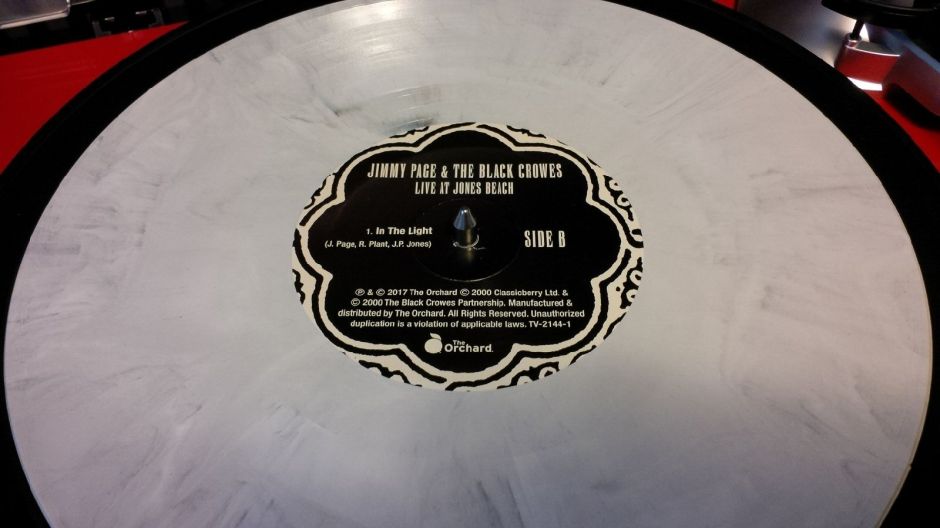 JIMMY PAGE & THE BLACK CROWES
LIVE AT JONES BEACH
1. In The Light
(J. Page, R. Plant, J.P. Jones)
SIDE B
℗ & © 2017 The Orchard © 2000 Classicberry Ltd. &
© 2000 The Black Crowes Partnership. Manufactured &
distributed by The Orchard. All Rights Reserved. Unauthorized
duplication is a violation of applicable laws. TV-2144-1
The
Orchard